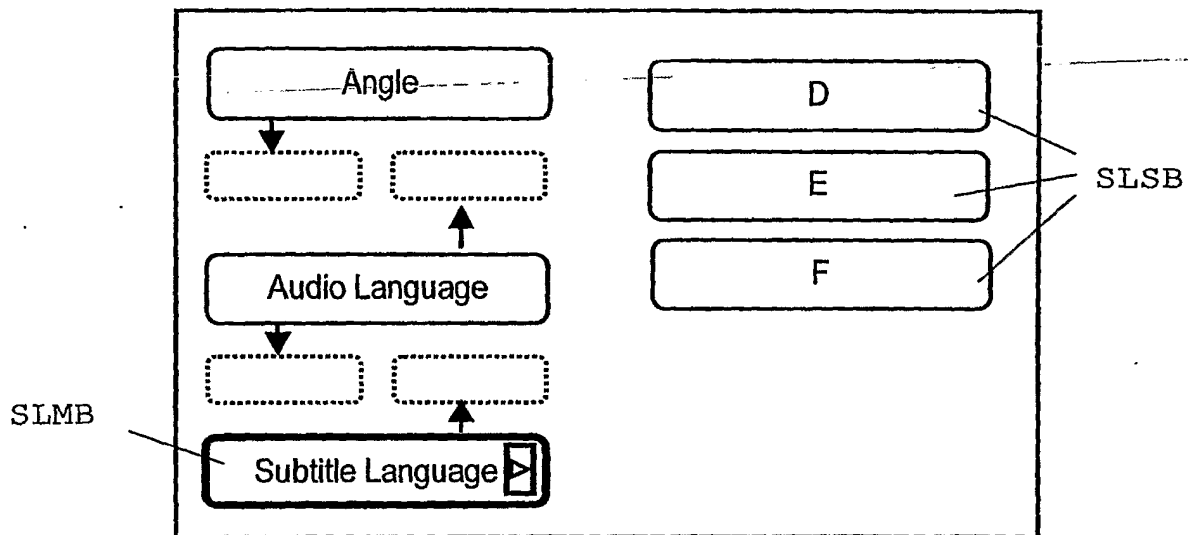 Angle
D
E
SLSB
Audio Language
F
SLMB
Subtitle Language